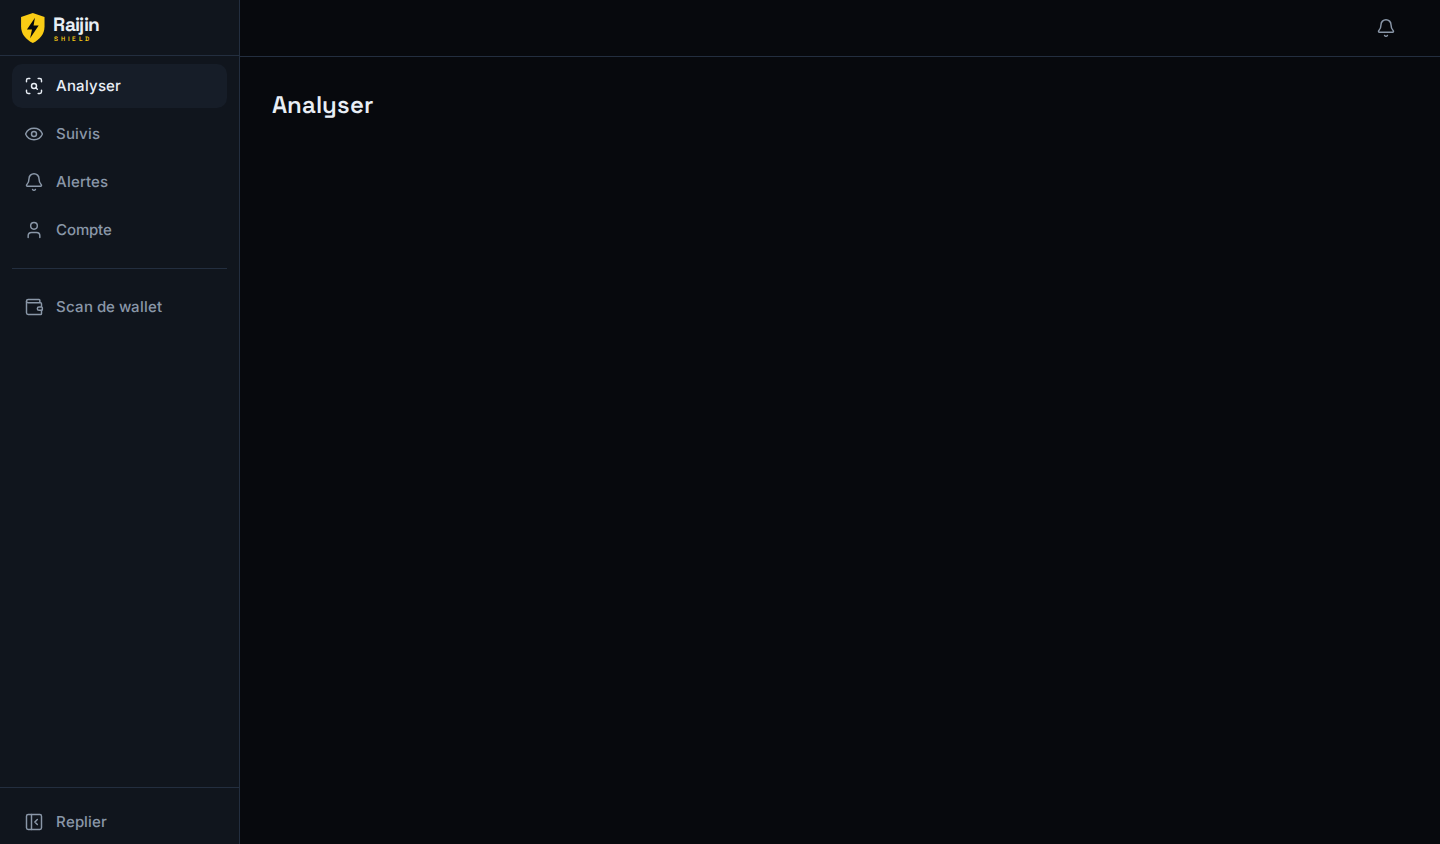 Raijin
SHIELD
Analyser
Suivis
Alertes
Compte
Scan de wallet
Replier
Analyser